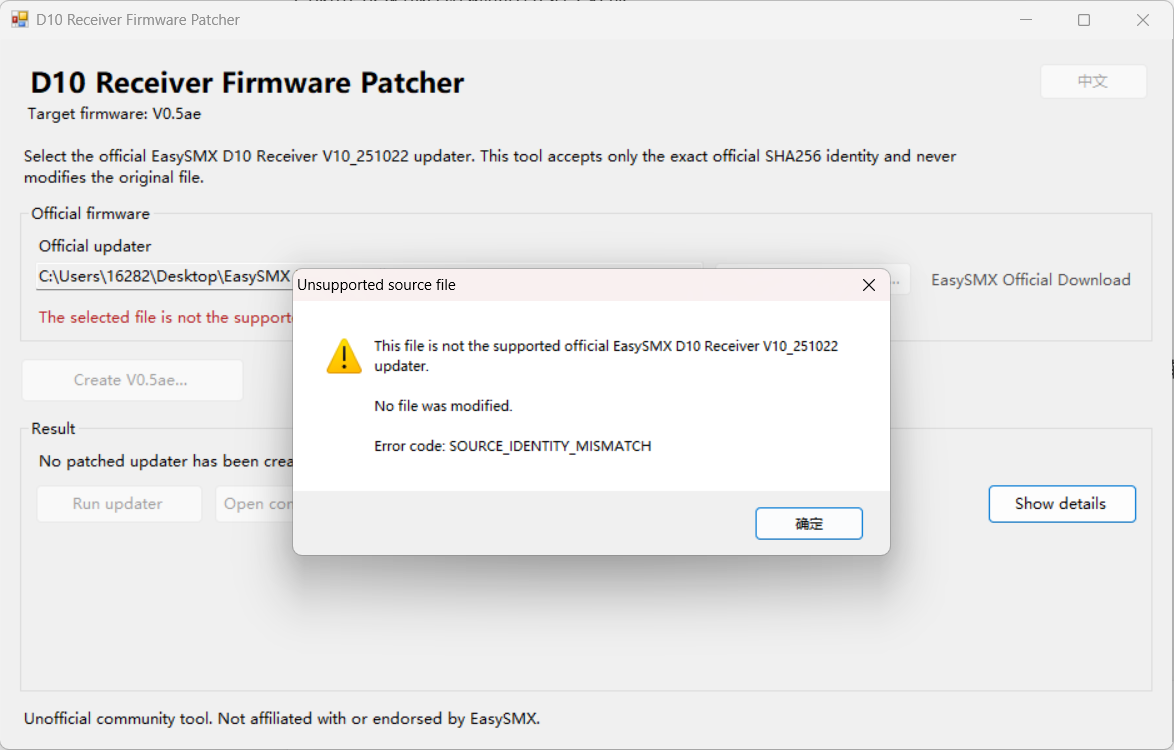 D10 Receiver Firmware Patcher
D10 Receiver Firmware Patcher
中文
Target firmware: V0.5ae
Select the official EasySMX D10 Receiver V10_251022 updater. This tool accepts only the exact official SHA256 identity and never
modifies the original file.
Official firmware
Official updater
C:\Users\16282\Desktop\EasySMX
...
EasySMX Official Download
The selected file is not the
Create V0.5ae...
Result
No patched updater has been
Run updater
Open
Show details
Unsupported source file
This file is not the supported official EasySMX D10 Receiver V10_251022
updater.
No file was modified.
Error code: SOURCE_IDENTITY_MISMATCH
确定
Unofficial community tool. Not affiliated with or endorsed by EasySMX.